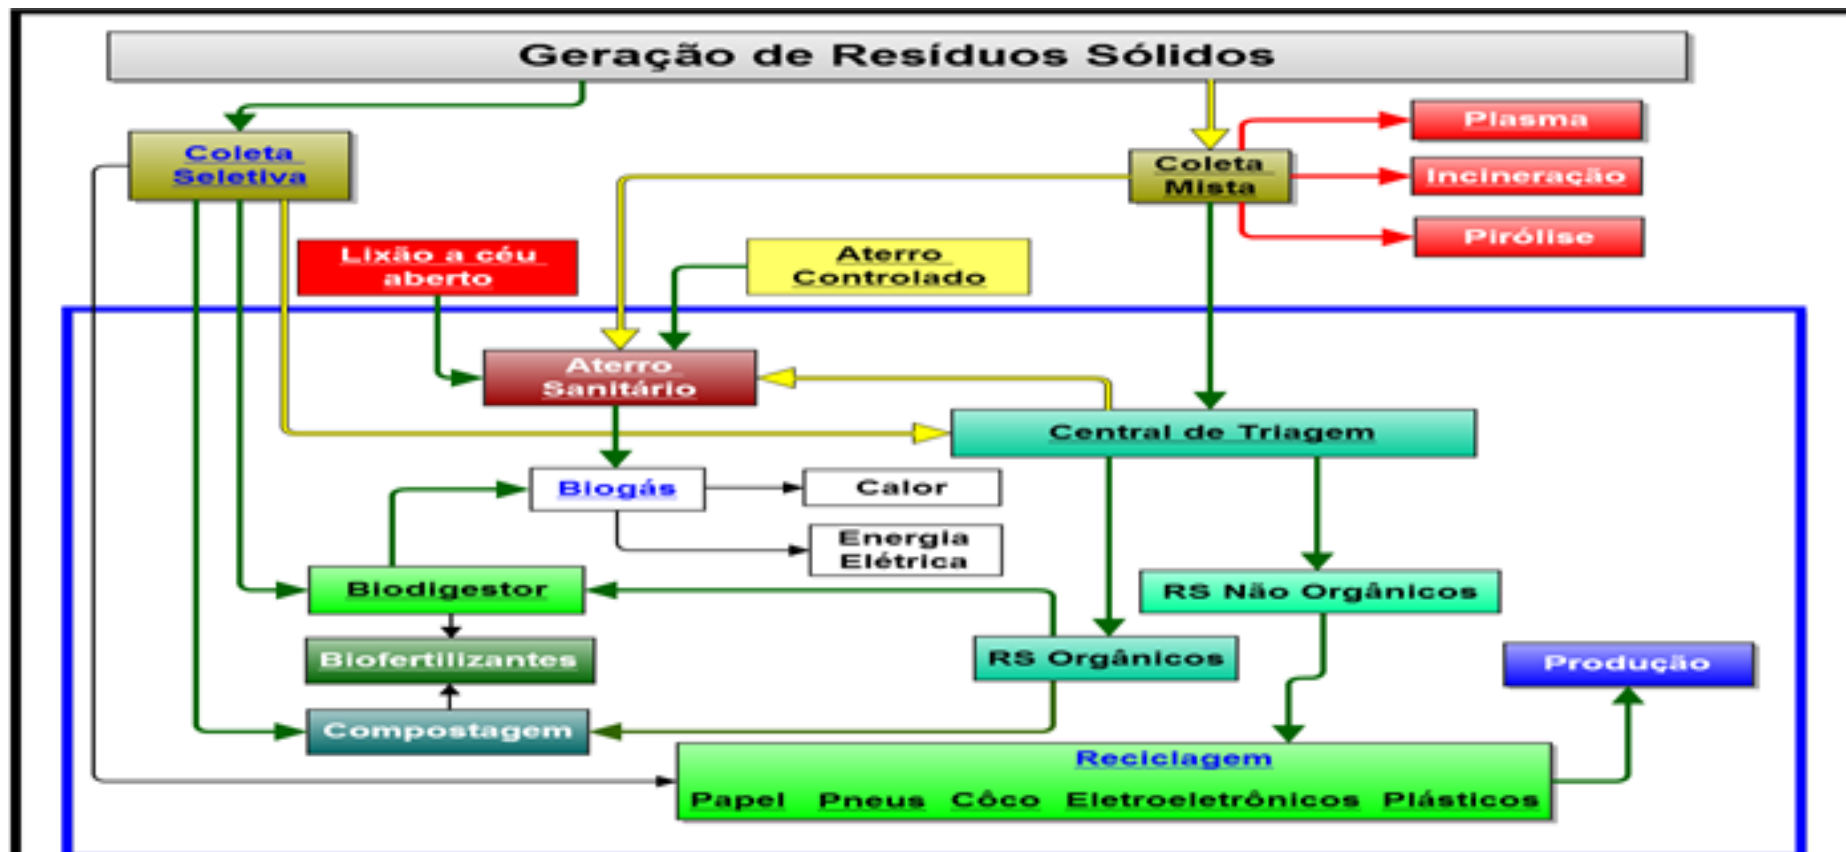 Geração de Resíduos Sólidos
Coleta
Seletiva
Coleta
Mista
Plasma
Incineração
Pirólise
Lixão a céu
aberto
Aterro
Controlado
Aterro
Sanitário
Central de Triagem
Biogás
Calor
Energia
Elétrica
Biodigestor
RS Não Orgânicos
Biofertilizantes
RS Orgânicos
Produção
Compostagem
Reciclagem
Papel Pneus Côco Eletroeletrônicos Plásticos